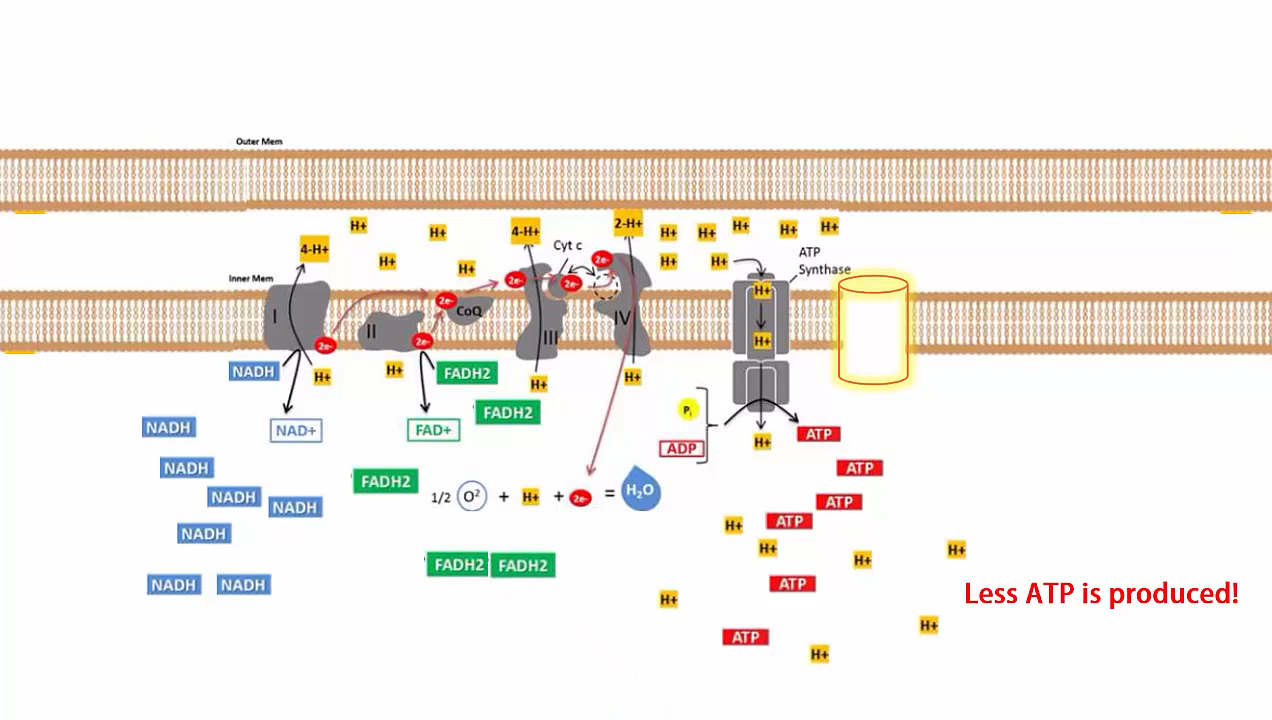 Outer Mem
H+
H+
4-H+
2-H+
H+
H+
H+
H+
H+
4-H+
H+
H+
Cyt c
2e-
H+
H+
ATP
Synthase
Inner Mem
2e-
2e-
2e-
H+
I
II
CoQ
III
IV
2e-
2e-
H+
NADH
H+
H+
FADH2
H+
H+
NADH
NAD+
FAD+
FADH2
Pi
ADP
H+
ATP
NADH
NADH
NADH
FADH2
1/2 O2 + H+ + 2e- = H2O
ATP
ATP
ATP
NADH
H+
H+
H+
H+
NADH
NADH
FADH2
FADH2
ATP
H+
Less ATP is produced!
ATP
H+
H+